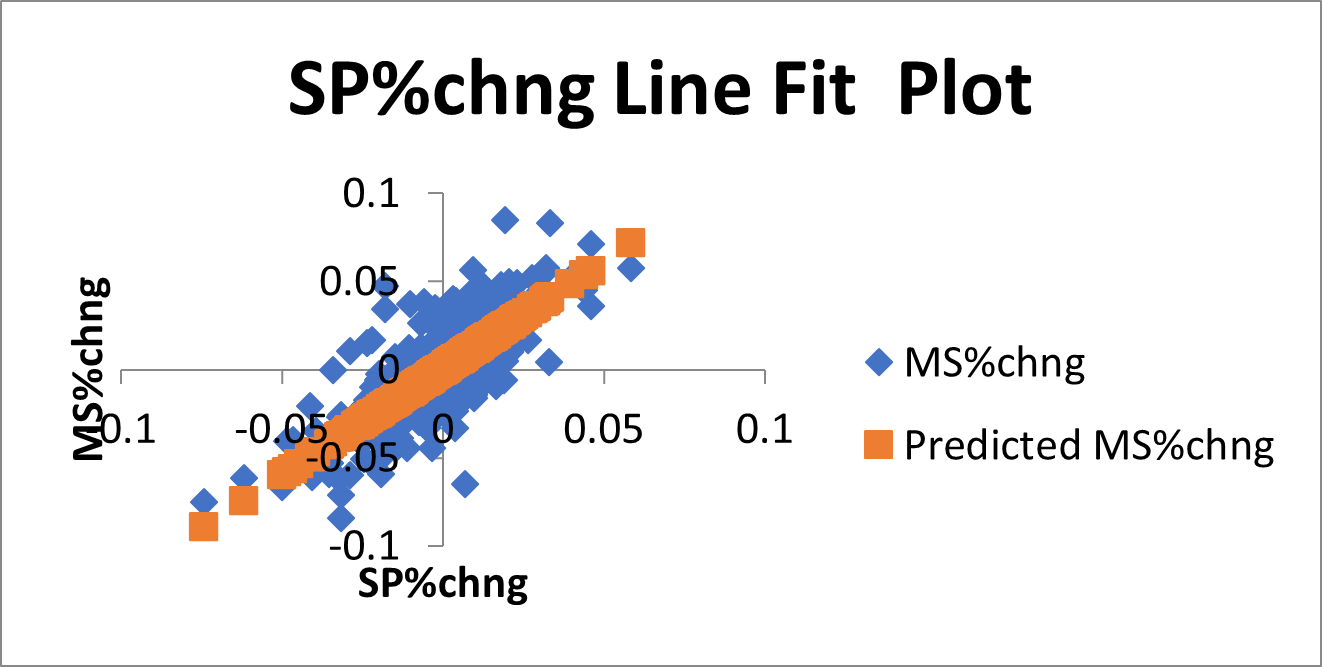 SP%chng Line Fit  Plot
0.1
0.05
0
-0.05
-0.1
-0.1 -0.05 0 0.05 0.1
MS%chng
SP%chng
MS%chng
Predicted MS%chng